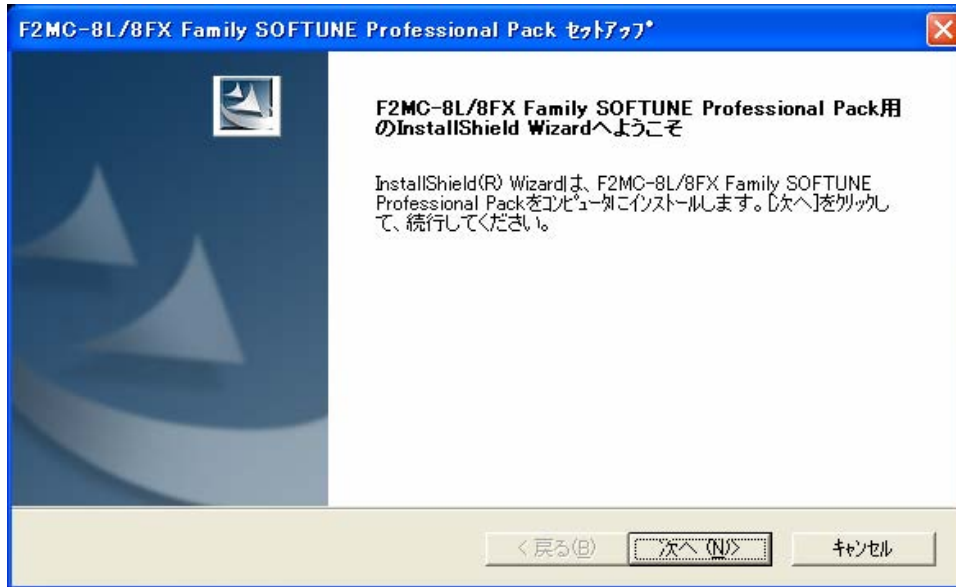 F2MC-8L/8FX Family SOFTUNE Professional Pack ｾｯﾄｱｯﾌﾟ
F2MC-8L/8FX Family SOFTUNE Professional Pack用
のInstallShield Wizardへようこそ
InstallShield(R) Wizardは、F2MC-8L/8FX Family SOFTUNE
Professional Packをｺﾝﾋﾟｭｰﾀにｲﾝｽﾄｰﾙします。[次へ]をｸﾘｯｸし
て、続行してください。
< 戻る(B)
次へ (N)>
ｷｬﾝｾﾙ